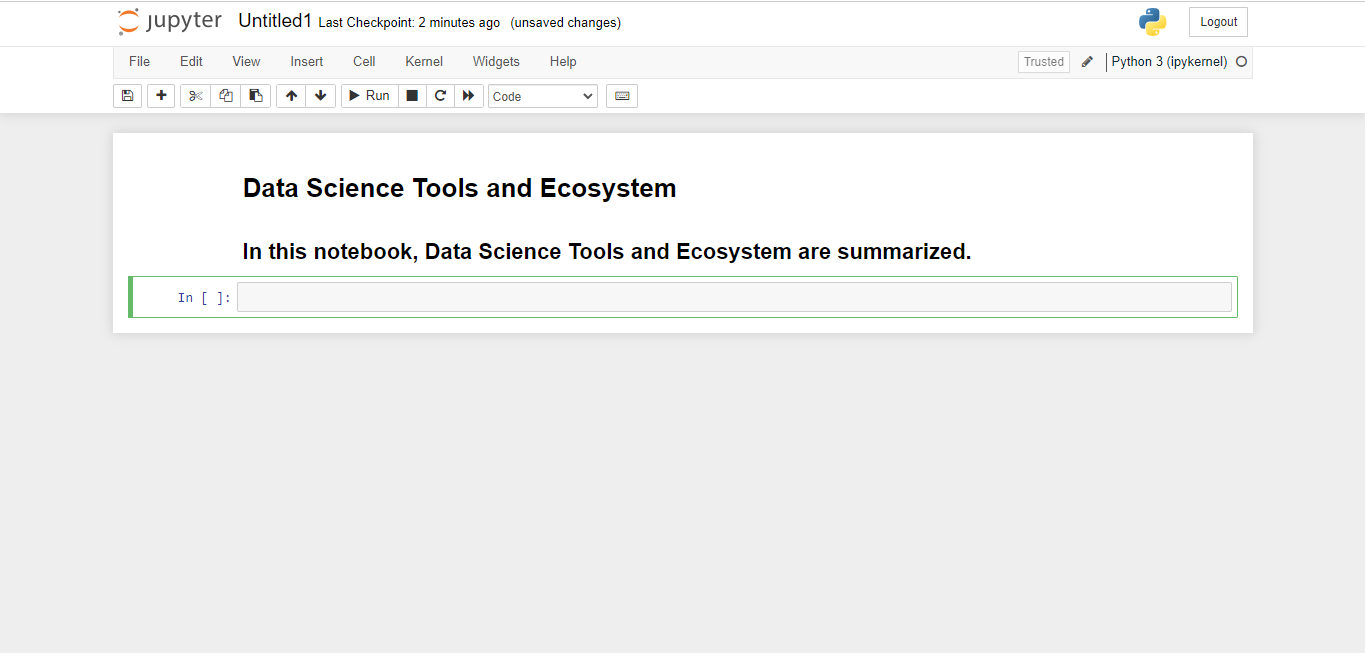 jupyter Untitled1 Last Checkpoint: 2 minutes ago (unsaved changes) Logout
File Edit View Insert Cell Kernel Widgets Help Trusted Python 3 (ipykernel)
Run Code
Data Science Tools and Ecosystem
In this notebook, Data Science Tools and Ecosystem are summarized.
In [ ]: